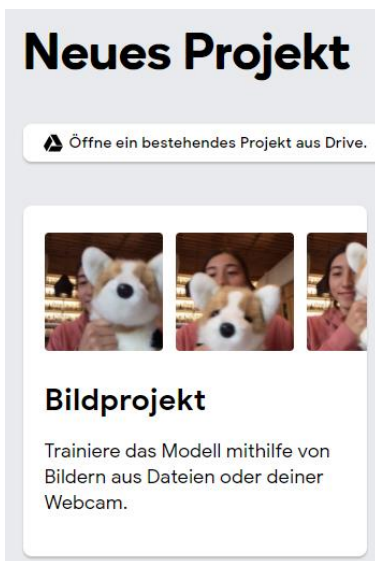 Neues Projekt
Öffne ein bestehendes Projekt aus Drive.
Bildprojekt
Trainiere das Modell mithilfe von
Bildern aus Dateien oder deiner
Webcam.